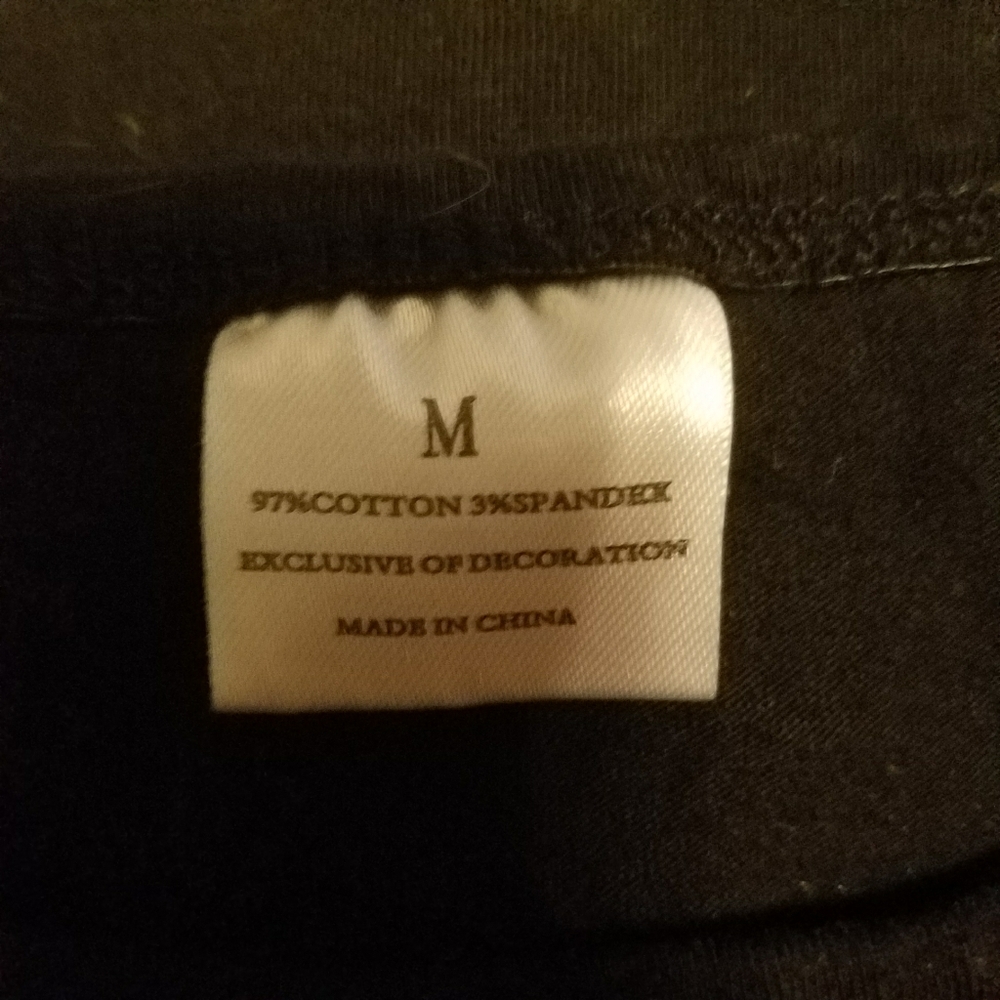 M
97%COTTON 3%SPANDEX
EXCLUSIVE OF DECORATION
MADE IN CHINA